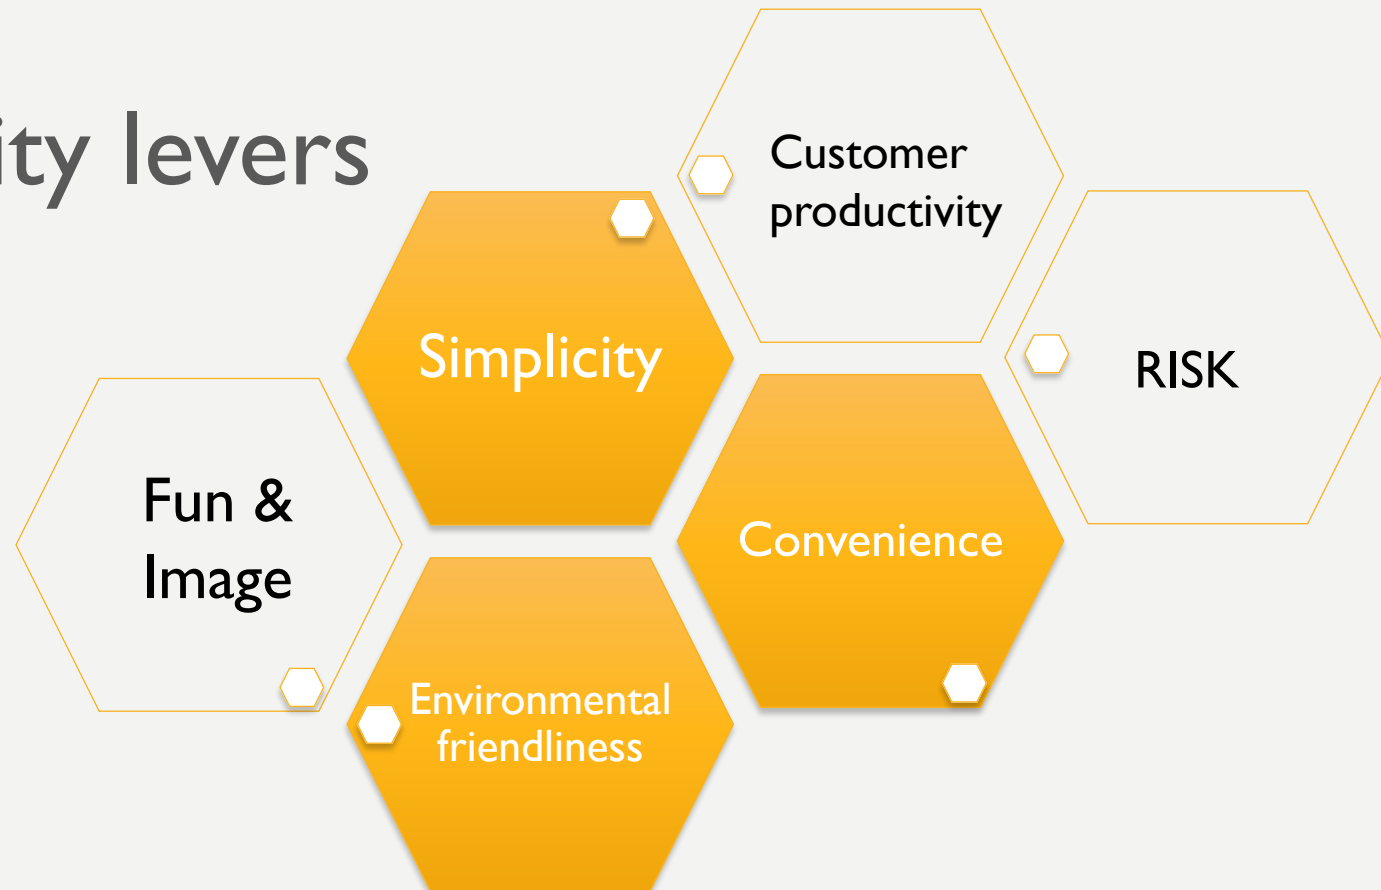 ity levers
Customer
productivity
Simplicity
RISK
Fun &
Image
Convenience
Environmental
friendliness